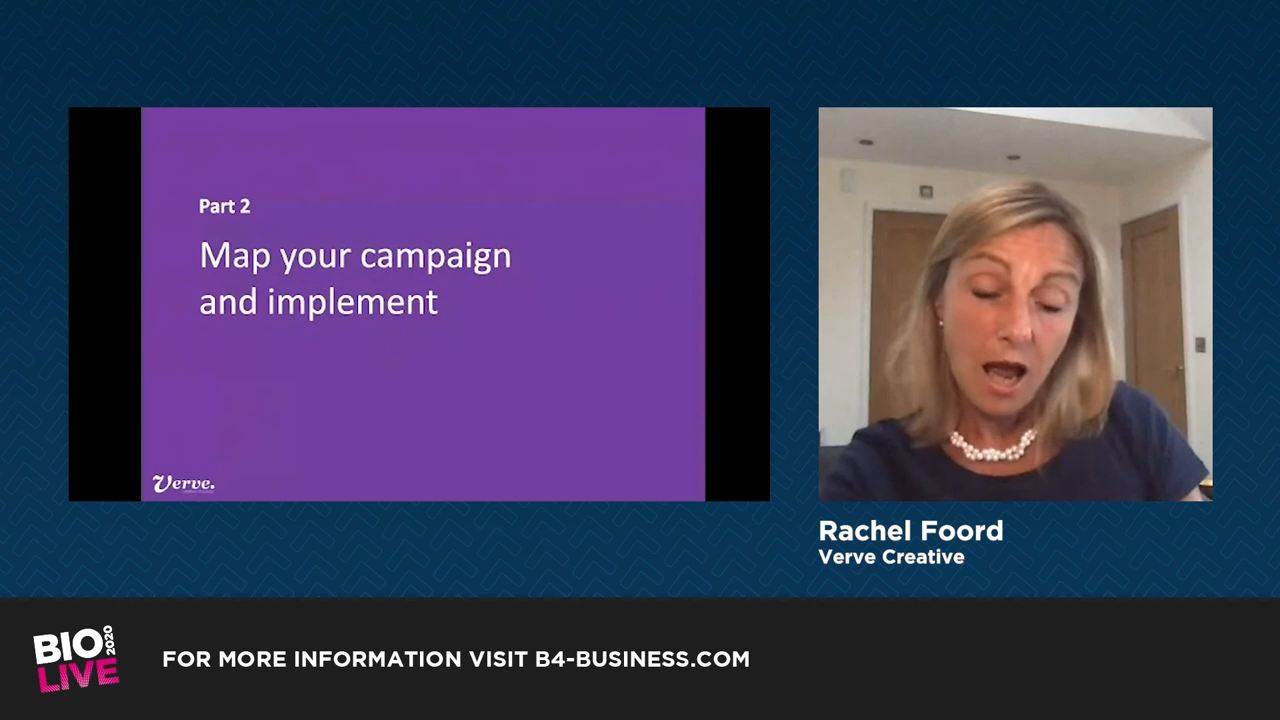 Part 2
Map your campaign
and implement
Verve.
Rachel Foord
Verve Creative
BIO 2020
LIVE
FOR MORE INFORMATION VISIT B4-BUSINESS.COM